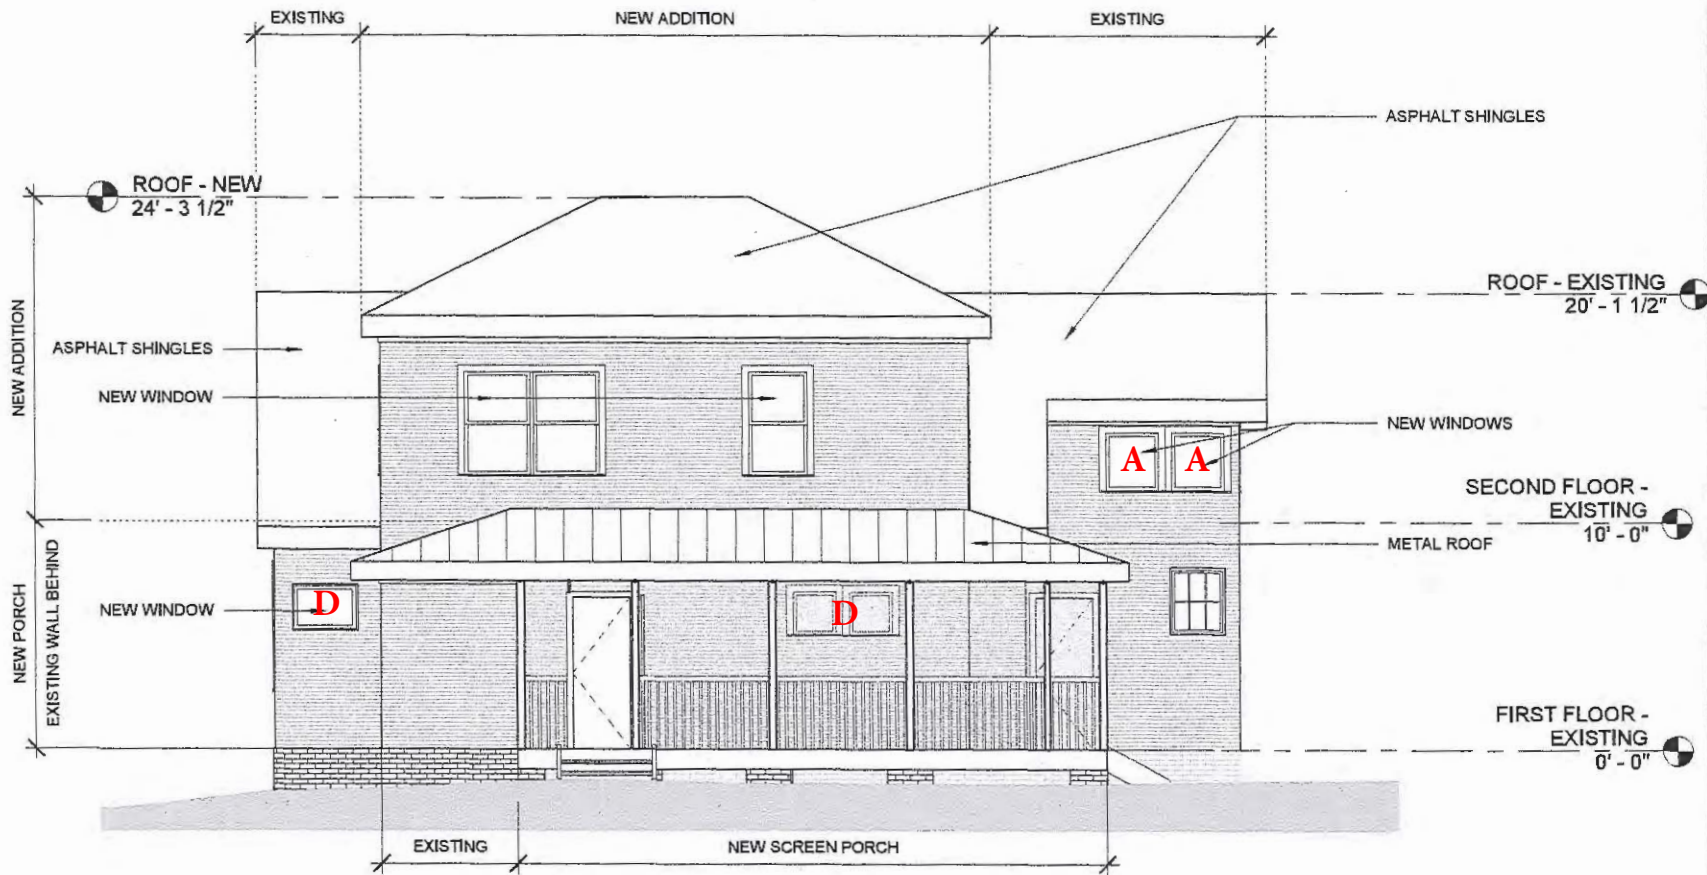 EXISTING
NEW ADDITION
EXISTING
ASPHALT SHINGLES
ROOF - NEW
24' - 3 1/2"
ROOF - EXISTING
20' - 1 1/2"
NEW ADDITION
ASPHALT SHINGLES
NEW WINDOW
NEW WINDOWS
A
A
SECOND FLOOR -
EXISTING
10' - 0"
METAL ROOF
NEW PORCH
EXISTING WALL BEHIND
NEW WINDOW
D
D
FIRST FLOOR -
EXISTING
0' - 0"
EXISTING
NEW SCREEN PORCH